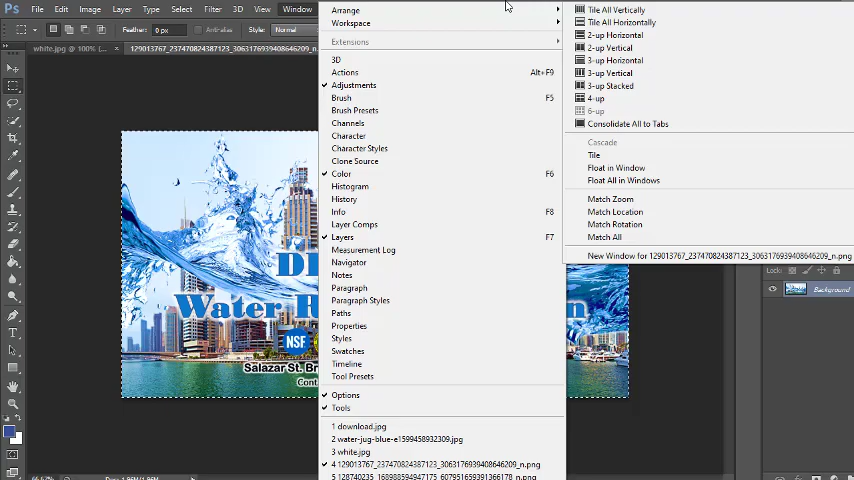 Ps File Edit Image Layer Type Select Filter 3D View Window
Feather: 0 px Anti-alias Style: Normal
white.jpg @ 100%
129013767_237470824387123_3063176939408646209_n.
Arrange
Workspace
Extensions
3D
Actions Alt+F9
Adjustments
Brush F5
Brush Presets
Channels
Character
Character Styles
Clone Source
Color F6
Histogram
History
Info F8
Layer Comps
Layers F7
Measurement Log
Navigator
Notes
Paragraph
Paragraph Styles
Paths
Properties
Styles
Swatches
Timeline
Tool Presets
Options
Tools
1 download.jpg
2 water-jug-blue-e1599458932309.jpg
3 white.jpg
4 129013767_237470824387123_3063176939408646209_n.png
5 128740235_168988594947175_607951659391366178_n.png
Tile All Vertically
Tile All Horizontally
2-up Horizontal
2-up Vertical
3-up Horizontal
3-up Vertical
3-up Stacked
4-up
6-up
Consolidate All to Tabs
Cascade
Tile
Float in Window
Float All in Windows
Match Zoom
Match Location
Match Rotation
Match All
New Window for 129013767_237470824387123_3063176939408646209_n.png
Lock:
Background
Water
NSF
Salazar St. Br
Cont